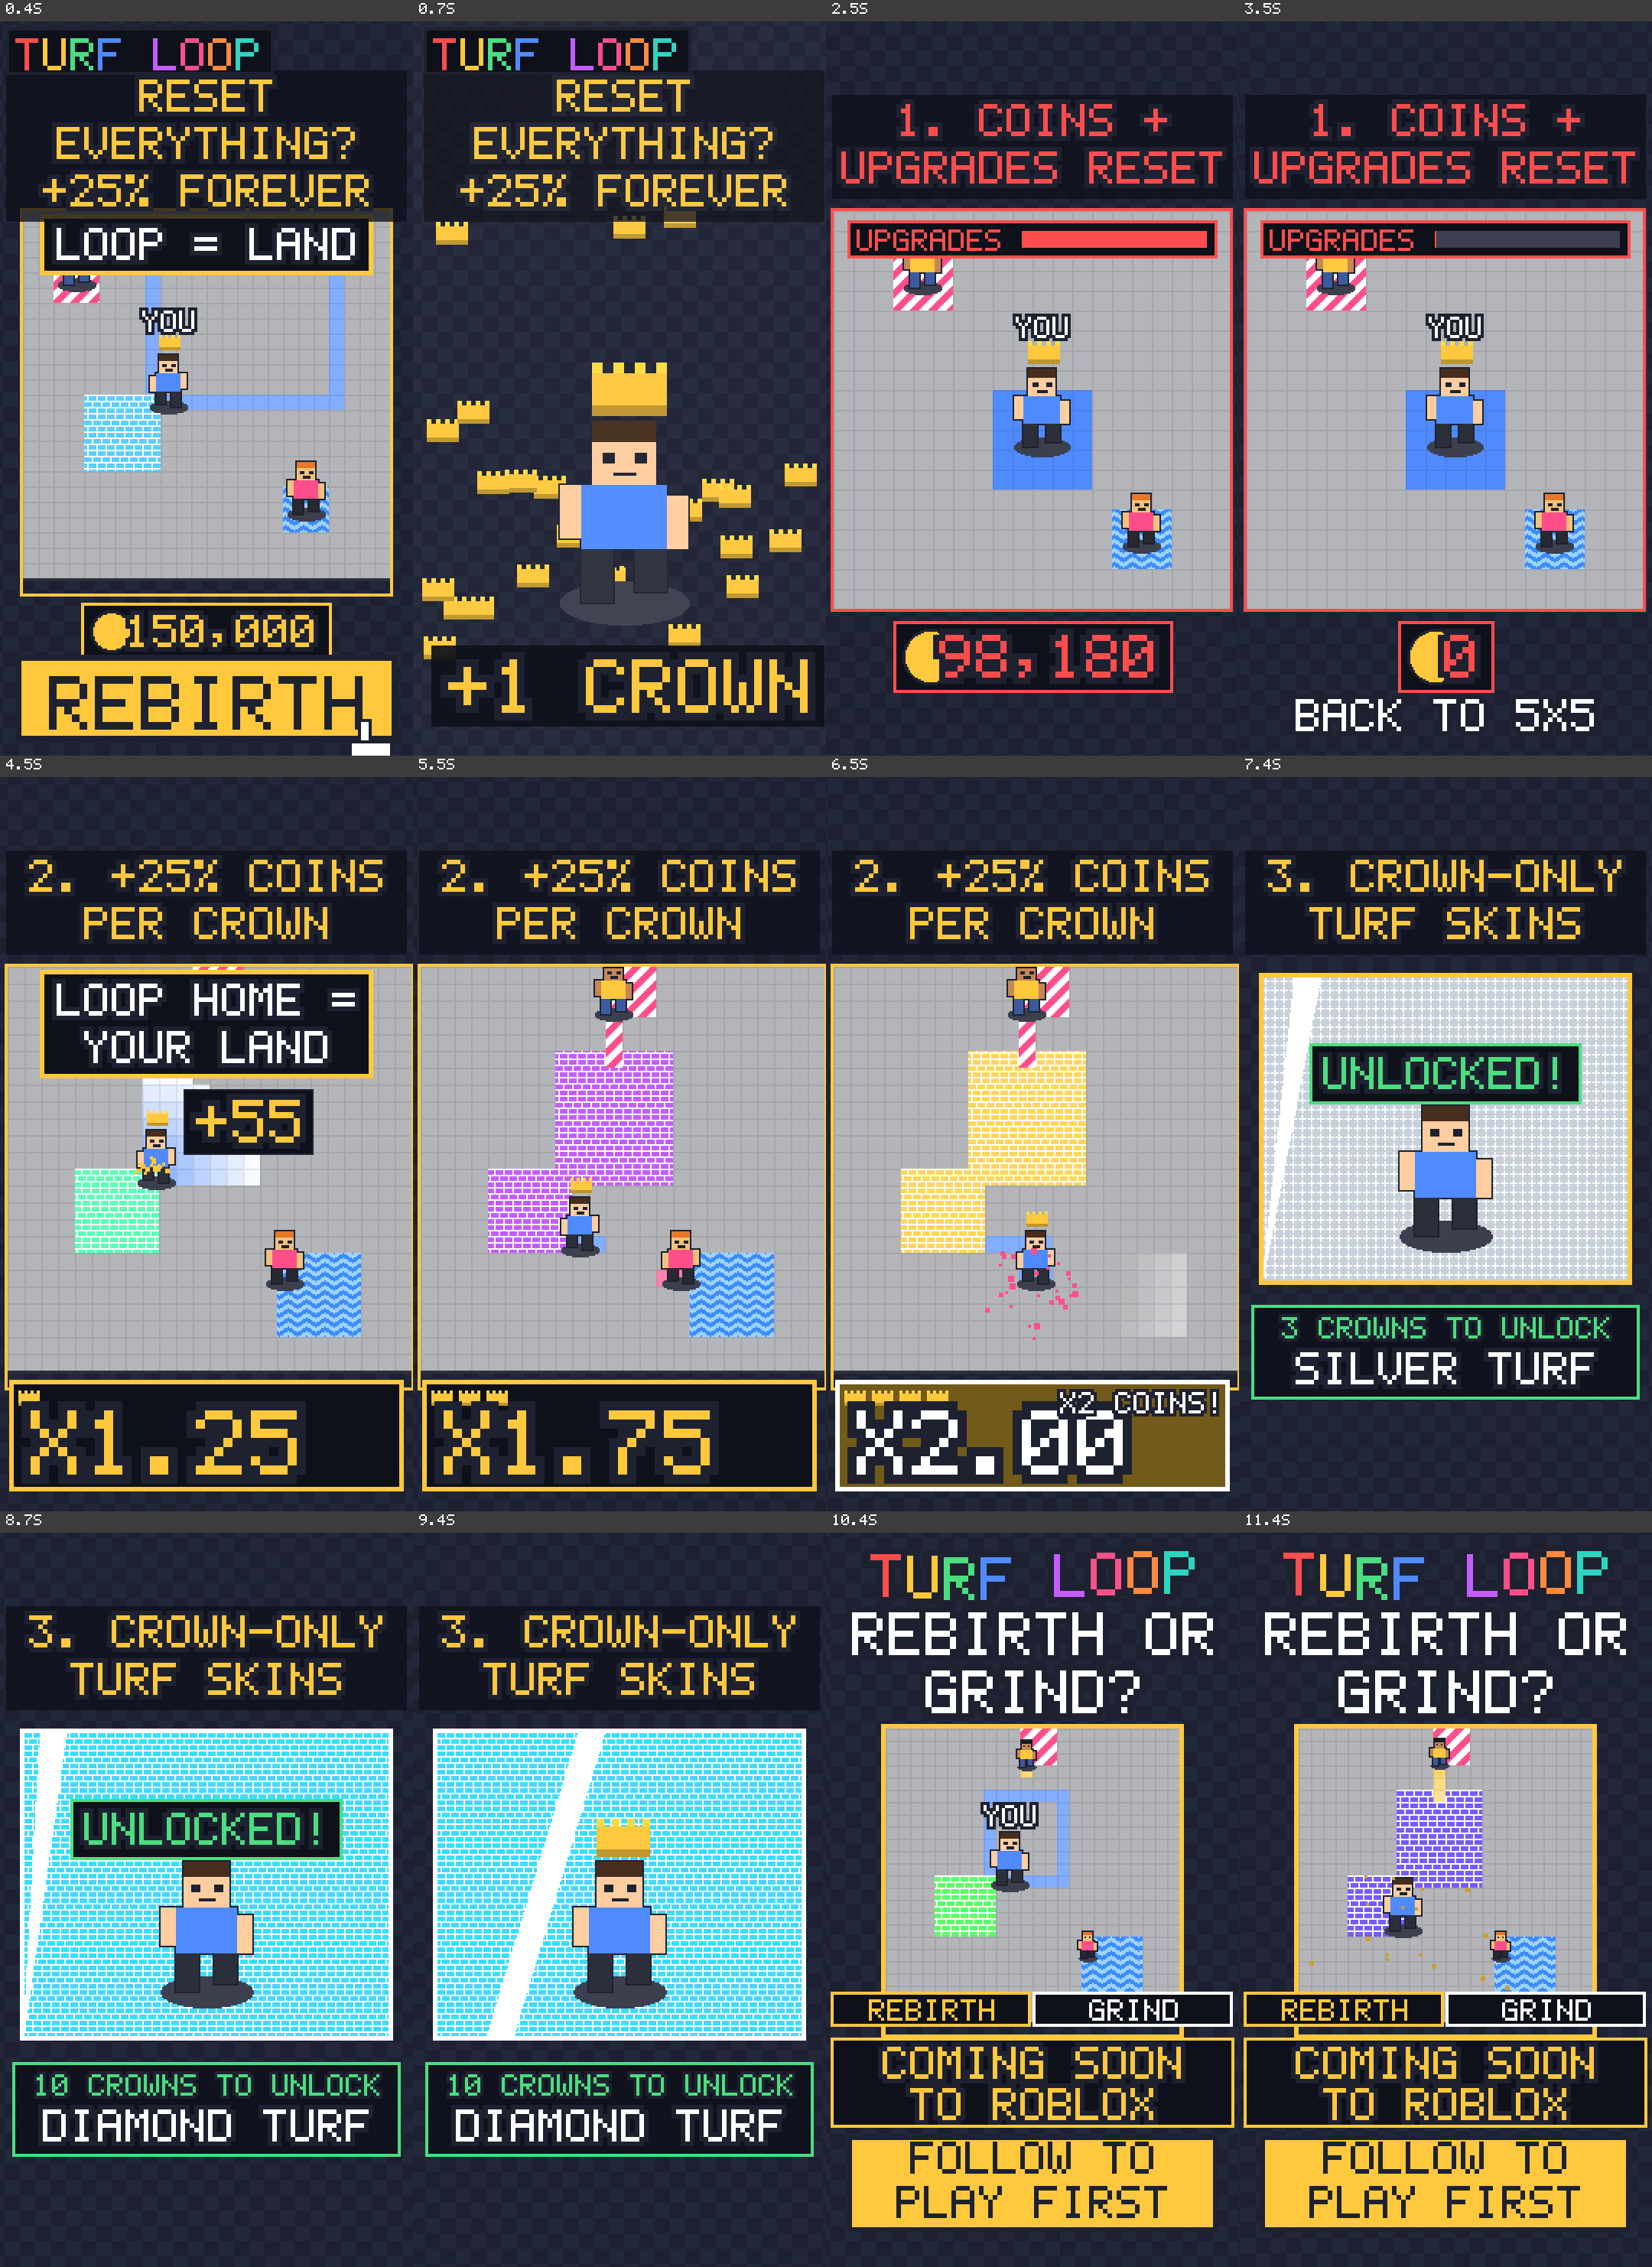 0.4S
TURF LOOP
RESET
EVERYTHING?
+25% FOREVER
LOOP = LAND
YOU
150,000
REBIRTH
0.7S
TURF LOOP
RESET
EVERYTHING?
+25% FOREVER
+1 CROWN
2.5S
1. COINS +
UPGRADES RESET
UPGRADES
YOU
98,180
3.5S
1. COINS +
UPGRADES RESET
UPGRADES
YOU
0
BACK TO 5X5
4.5S
2. +25% COINS
PER CROWN
LOOP HOME =
YOUR LAND
+55
X1.25
5.5S
2. +25% COINS
PER CROWN
X1.75
6.5S
2. +25% COINS
PER CROWN
X2 COINS!
X2.00
7.4S
3. CROWN-ONLY
TURF SKINS
UNLOCKED!
3 CROWNS TO UNLOCK
SILVER TURF
8.7S
3. CROWN-ONLY
TURF SKINS
UNLOCKED!
10 CROWNS TO UNLOCK
DIAMOND TURF
9.4S
3. CROWN-ONLY
TURF SKINS
10 CROWNS TO UNLOCK
DIAMOND TURF
10.4S
TURF LOOP
REBIRTH OR
GRIND?
YOU
REBIRTH
GRIND
COMING SOON
TO ROBLOX
FOLLOW TO
PLAY FIRST
11.4S
TURF LOOP
REBIRTH OR
GRIND?
REBIRTH
GRIND
COMING SOON
TO ROBLOX
FOLLOW TO
PLAY FIRST